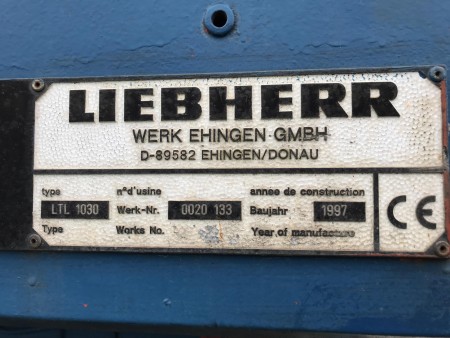 LIEBHERR
WERK EHINGEN GMBH
D-89582 EHINGEN/DONAU
type n°d'usine annee de construction
LTL 1030 Werk-Nr. 0020 133 Baujahr 1997 CE
Type Works No. Year of manufacture